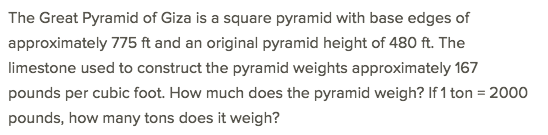 The Great Pyramid of Giza is a square pyramid with base edges of
approximately 775 ft and an original pyramid height of 480 ft. The
limestone used to construct the pyramid weights approximately 167
pounds per cubic foot. How much does the pyramid weigh? If 1 ton = 2000
pounds, how many tons does it weigh?